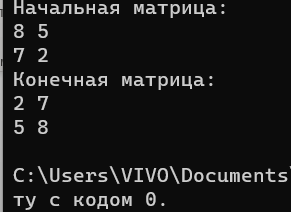 Начальная матрица:
8 5
7 2
Конечная матрица:
2 7
5 8
C:\Users\VIVO\Documents\
ту с кодом 0.